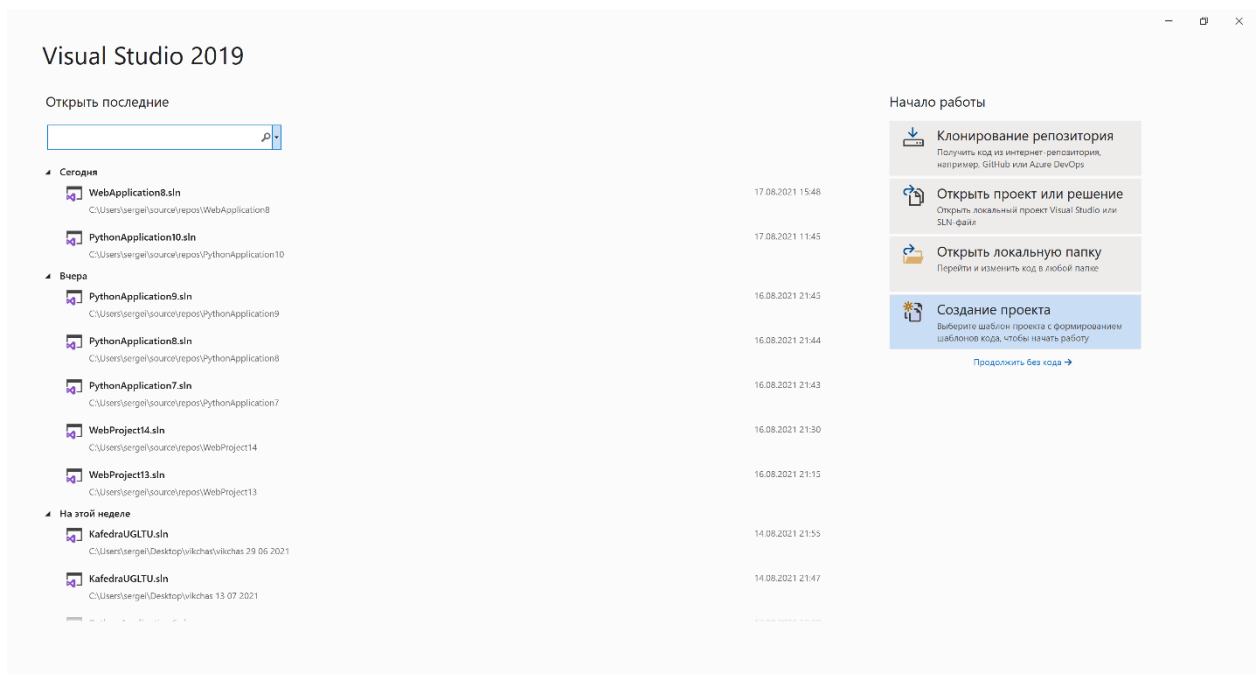 Visual Studio 2019
Открыть последние
Сегодня
WebApplication8.sln 17.08.2021 15:48
C:\Users\sergei\source\repos\WebApplication8
PythonApplication10.sln 17.08.2021 11:45
C:\Users\sergei\source\repos\PythonApplication10
Вчера
PythonApplication9.sln 16.08.2021 21:45
C:\Users\sergei\source\repos\PythonApplication9
PythonApplication8.sln 16.08.2021 21:44
C:\Users\sergei\source\repos\PythonApplication8
PythonApplication7.sln 16.08.2021 21:43
C:\Users\sergei\source\repos\PythonApplication7
WebProject14.sln 16.08.2021 21:30
C:\Users\sergei\source\repos\WebProject14
WebProject13.sln 16.08.2021 21:15
C:\Users\sergei\source\repos\WebProject13
На этой неделе
KafedraUGLTU.sln 14.08.2021 21:55
C:\Users\sergei\Desktop\vikchas\vikchas 29 06 2021
KafedraUGLTU.sln 14.08.2021 21:47
C:\Users\sergei\Desktop\vikchas 13 07 2021
Начало работы
Клонирование репозитория
Получить код из интернет-репозитория,
например, GitHub или Azure DevOps
Открыть проект или решение
Открыть локальный проект Visual Studio или
SLN-файл
Открыть локальную папку
Перейти и изменить код в любой папке
Создание проекта
Выберите шаблон проекта с формированием
шаблонов кода, чтобы начать работу
Продолжить без кода →